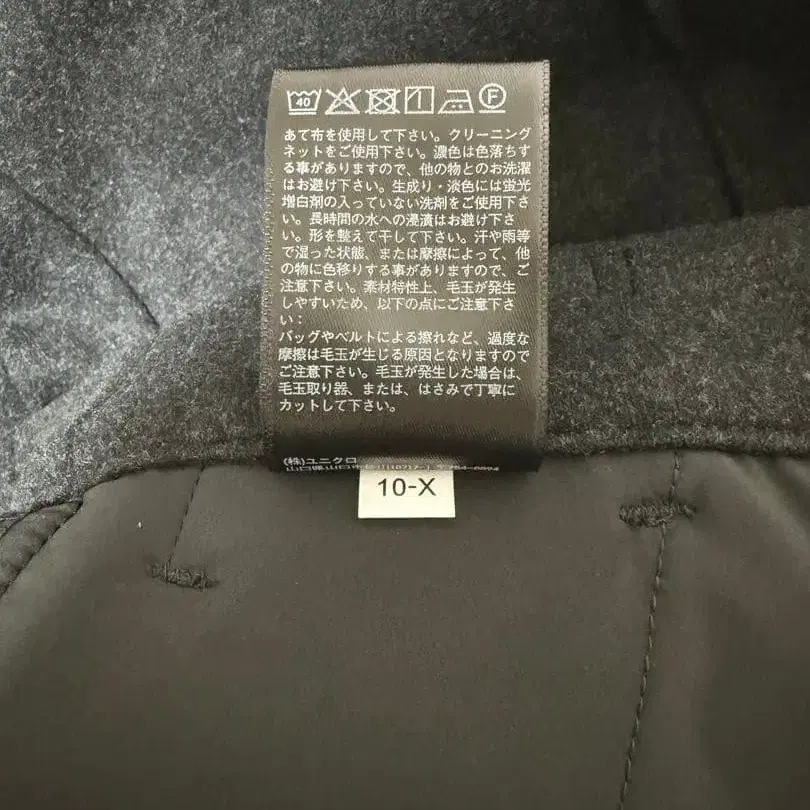 40 F
あて布を使用して下さい。クリーニング
ネットをご使用下さい。濃色は色落ちす
る事がありますので、他の物とのお洗濯
はお避け下さい。生成り・淡色には蛍光
増白剤の入っていない洗剤をご使用下さ
い。長時間の水への浸漬はお避け下さ
い。形を整えて干して下さい。汗や雨等
で湿った状態、または摩擦によって、他
の物に色移りする事がありますので、ご
注意下さい。素材特性上、毛玉が発生
しやすいため、以下の点にご注意下さ
い：
バッグやベルトによる擦れなど、過度な
摩擦は毛玉が生じる原因となりますので
ご注意下さい。毛玉が発生した場合は、
毛玉取り器、または、はさみで丁寧に
カットして下さい。
(株)ユニクロ
10-X